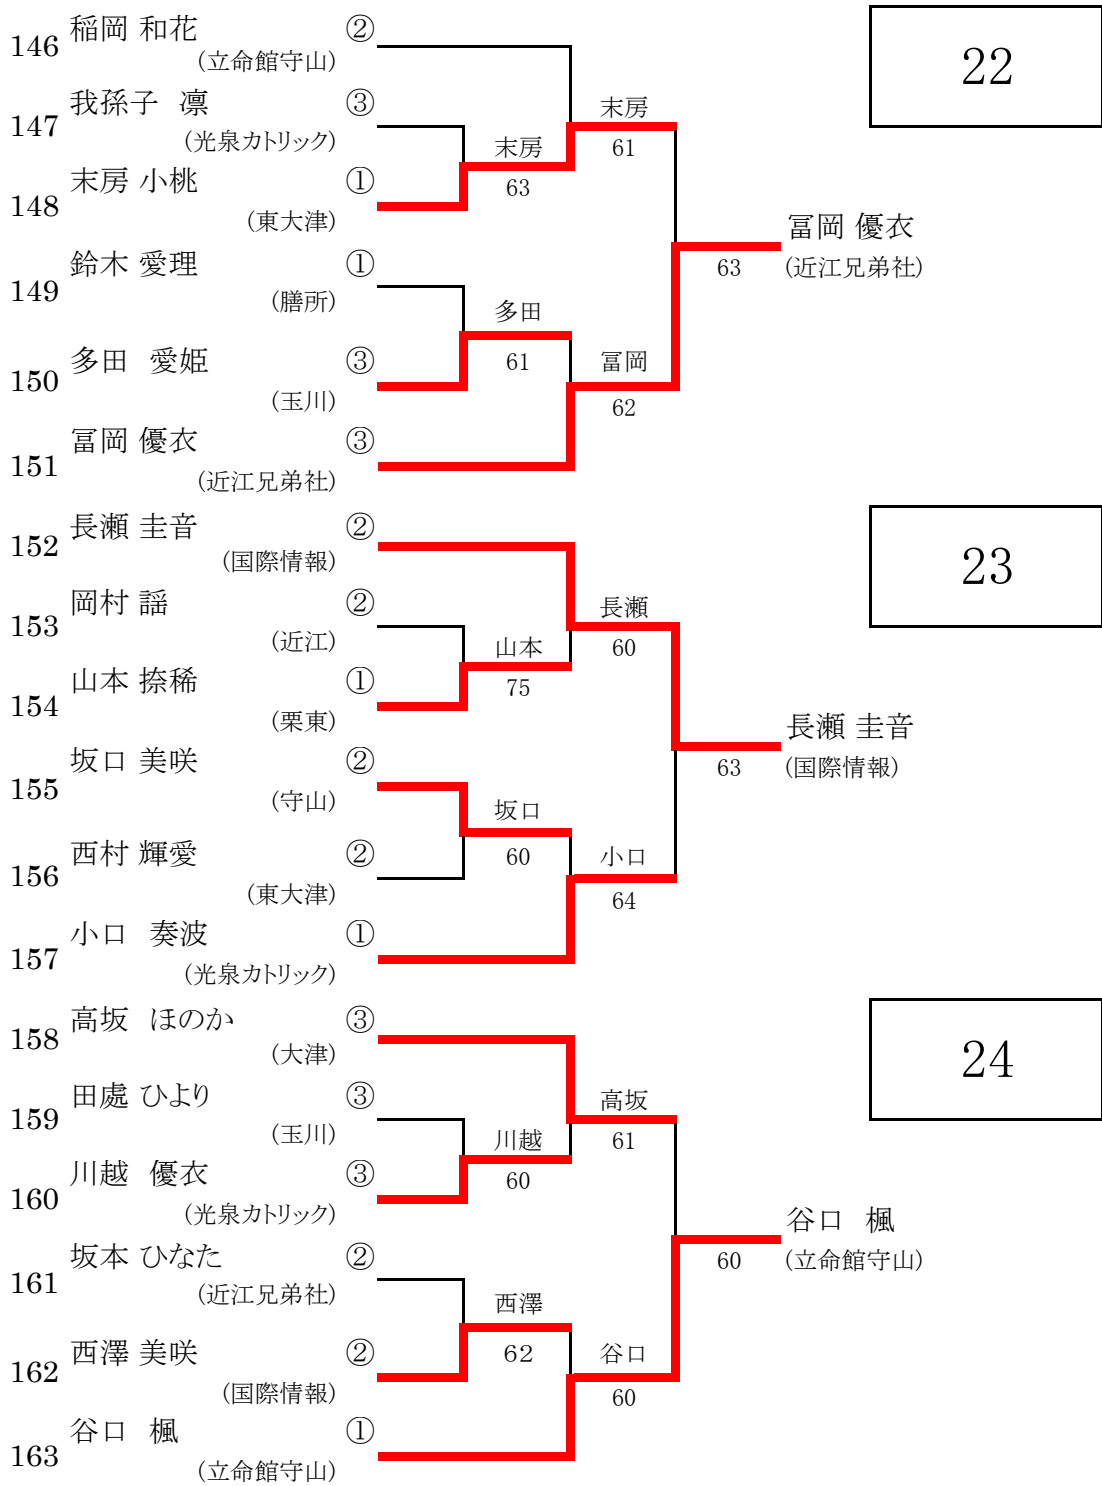 146 稲岡 和花 ②
(立命館守山)
22
147 我孫子 凛 ③
(光泉カトリック)
末房
61
末房
63
148 末房 小桃 ①
(東大津)
冨岡 優衣
63
(近江兄弟社)
149 鈴木 愛理 ①
(膳所)
多田
61
150 多田 愛姫 ③
(玉川)
冨岡
62
151 冨岡 優衣 ③
(近江兄弟社)
152 長瀬 圭音 ②
(国際情報)
23
153 岡村 謡 ②
(近江)
長瀬
60
山本
75
154 山本 捺稀 ①
(栗東)
長瀬 圭音
63
(国際情報)
155 坂口 美咲 ②
(守山)
坂口
60
156 西村 輝愛 ②
(東大津)
小口
64
157 小口 奏波 ①
(光泉カトリック)
158 高坂 ほのか ③
(大津)
24
159 田處 ひより ③
(玉川)
高坂
61
川越
60
160 川越 優衣 ③
(光泉カトリック)
谷口 楓
60
(立命館守山)
161 坂本 ひなた ②
(近江兄弟社)
西澤
62
162 西澤 美咲 ②
(国際情報)
谷口
60
163 谷口 楓 ①
(立命館守山)